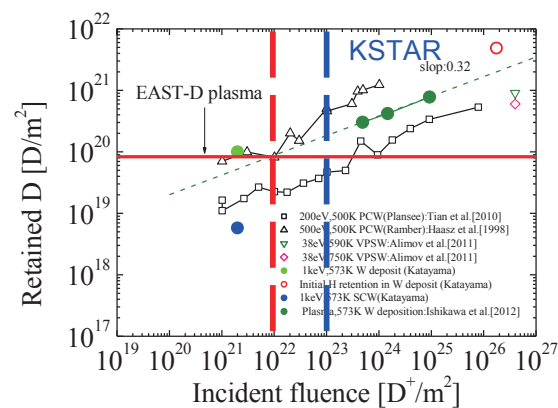 KSTAR
slop:0.32
EAST-D plasma
Retained D [D/m²]
10²²
10²¹
10²⁰
10¹⁹
10¹⁸
10¹⁷
200eV,500K PCW(Plansee):Tian et al.[2010]
500eV,500K PCW(Ramber):Haasz et al.[1998]
38eV,590K VPSW:Alimov et al.[2011]
38eV,750K VPSW:Alimov et al.[2011]
1keV,573K W deposit (Katayama)
Initial H retention in W deposit (Katayama)
1keV,573K SCW(Katayama)
Plasma,573K W deposition:Ishikawa et al.[2012]
10¹⁹ 10²⁰ 10²¹ 10²² 10²³ 10²⁴ 10²⁵ 10²⁶ 10²⁷
Incident fluence [D⁺/m²]